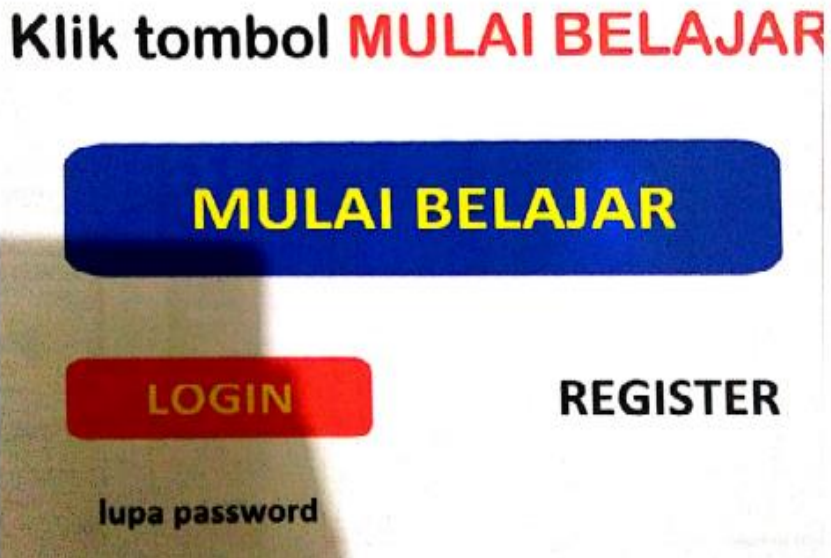 Klik tombol MULAI BELAJAR
MULAI BELAJAR
LOGIN
REGISTER
lupa password